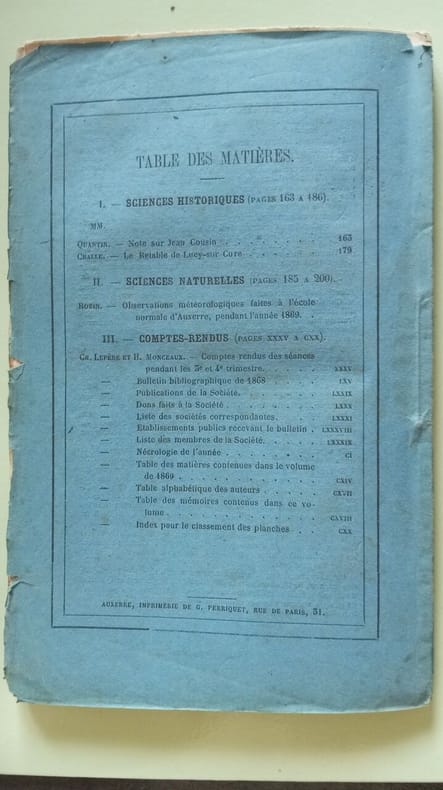 TABLE DES MATIÈRES.
I. — SCIENCES HISTORIQUES (PAGES 163 A 186).
MM.
QUANTIN. — Note sur Jean Cousin . . . . . . . 163
CHALLE. — Le Retable de Lucy-sur Cure . . . . . . 179
II. — SCIENCES NATURELLES (PAGES 185 A 200).
— Observations météorologiques faites à l'école
normale d'Auxerre, pendant l'année 1869. .
III. — COMPTES-RENDUS (PAGES XXXV A CXX).
CH. LEPÈRE ET H. MONCEAUX. — Comptes rendus des séances
pendant les 3e et 4e trimestre. . . . . . XXXV
— Bulletin bibliographique de 1868 . . . . . LXV
— Publications de la Société. . . . . . . LXXIX
— Dons faits à la Société . . . . . . . . LXXX
— Liste des sociétés correspondantes. . . . . LXXXI
— Etablissements publics recevant le bulletin . LXXXVIII
— Liste des membres de la Société. . . . . LXXXIX
— Nécrologie de l'année . . . . . . . . CI
— Table des matières contenues dans le volume
de 1869 . . . . . . . . . . . CXIV
— Table alphabétique des auteurs . . . . . . CXVII
— Table des mémoires contenus dans ce vo-
lume . . . . . . . . . . . . CXVIII
— Index pour le classement des planches . . CXX
AUXERRE, IMPRIMERIE DE G. PERRIQUET, RUE DE PARIS, 31.